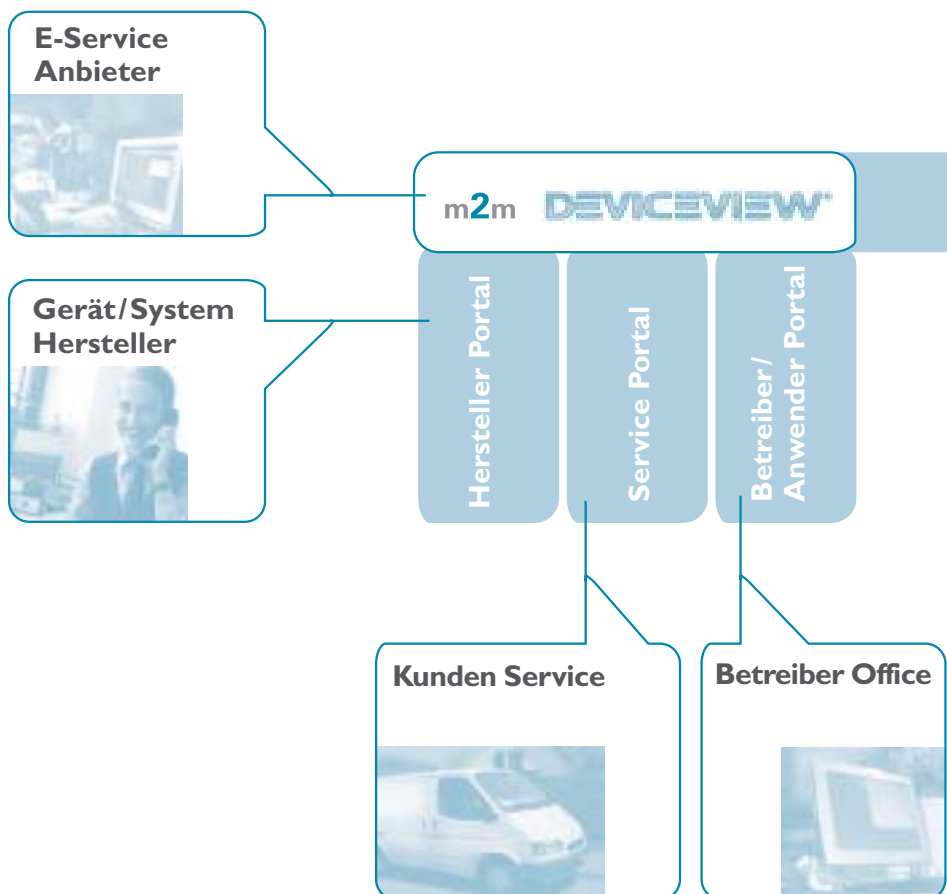 E-Service
Anbieter
m2m DEVICEVIEW
Gerät/System
Hersteller
Hersteller Portal
Service Portal
Betreiber/
Anwender Portal
Kunden Service
Betreiber Office